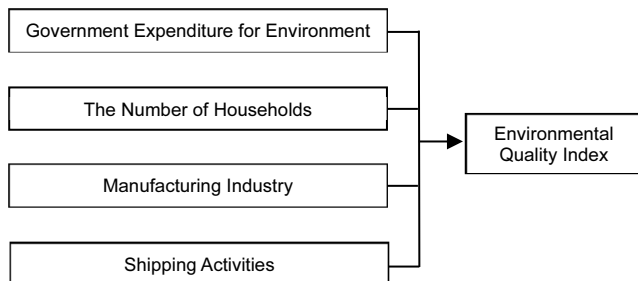 Government Expenditure for Environment
The Number of Households
Manufacturing Industry
Shipping Activities
Environmental
Quality Index